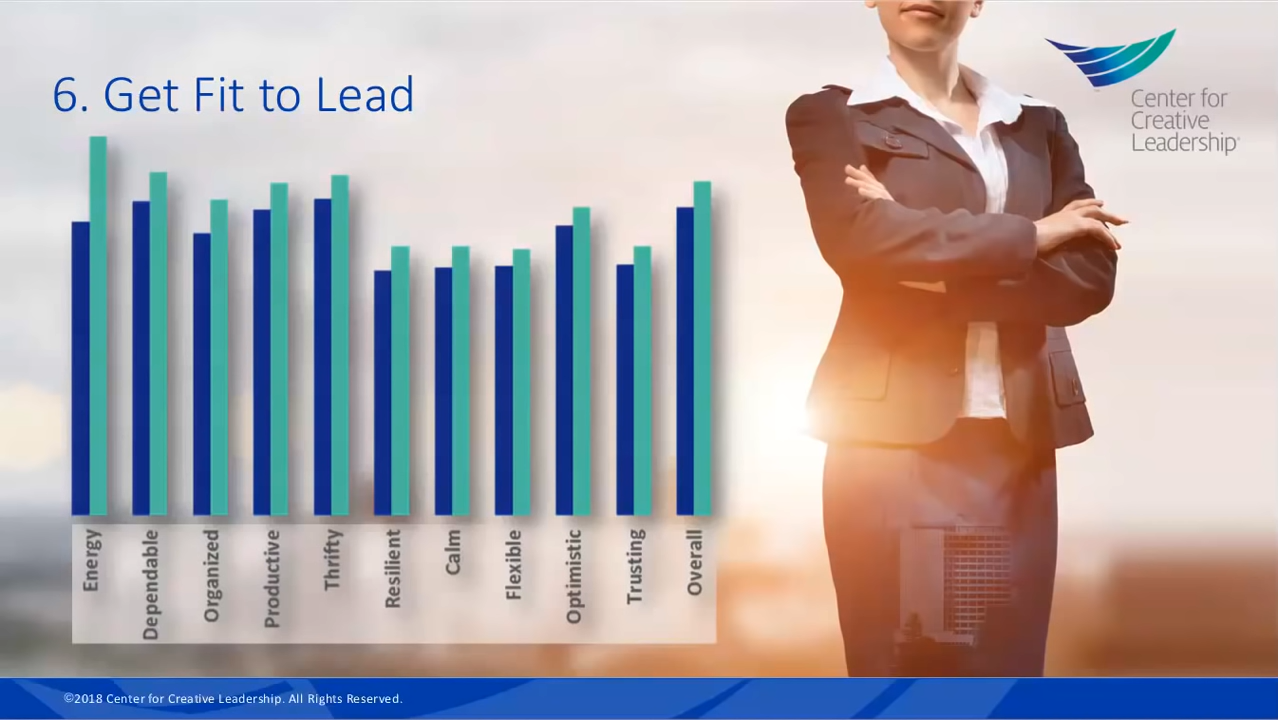 6. Get Fit to Lead
Center for
Creative
Leadership
Energy
Dependable
Organized
Productive
Thrifty
Resilient
Calm
Flexible
Optimistic
Trusting
Overall
©2018 Center for Creative Leadership. All Rights Reserved.